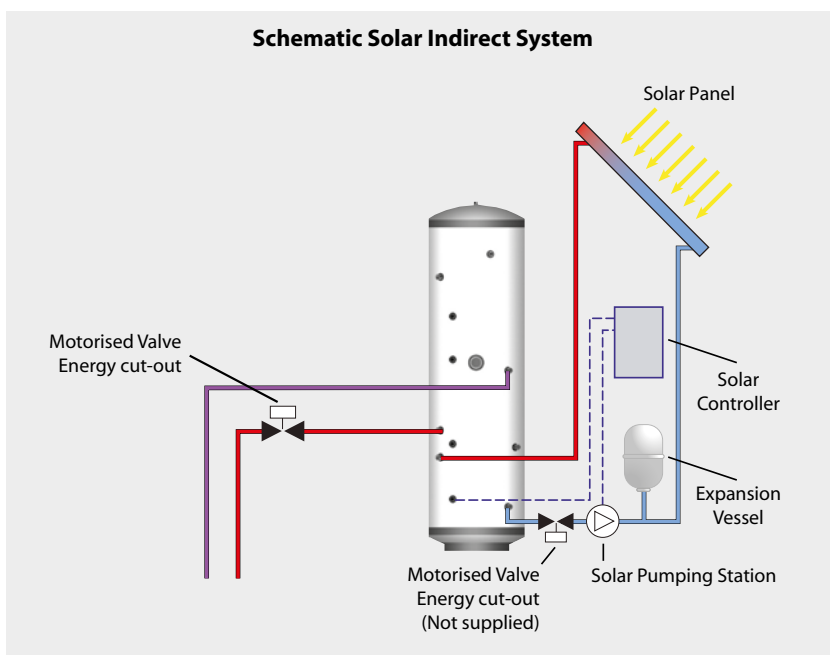 Schematic Solar Indirect System
Solar Panel
Motorised Valve
Energy cut-out
Solar
Controller
Expansion
Vessel
Motorised Valve
Energy cut-out
(Not supplied)
Solar Pumping Station